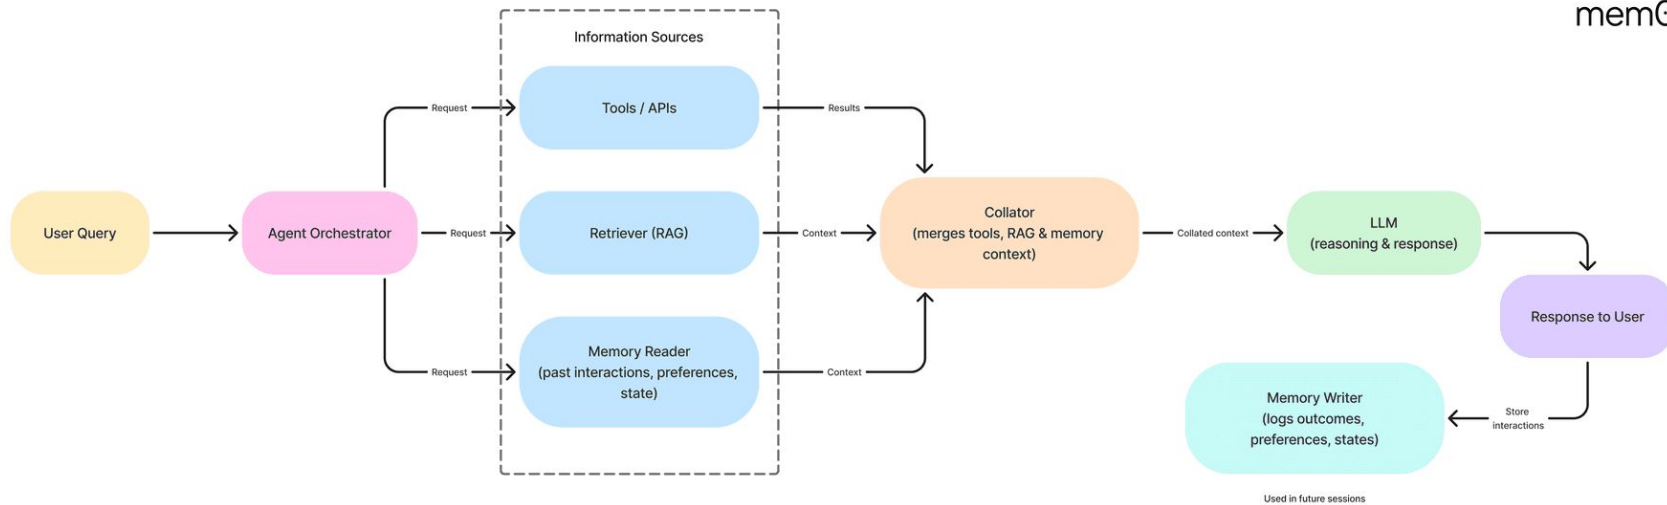 mem0
Information Sources
Tools / APIs
Request
Results
User Query
Agent Orchestrator
Request
Retriever (RAG)
Context
Collator
(merges tools, RAG & memory
context)
Collated context
LLM
(reasoning & response)
Response to User
Request
Memory Reader
(past interactions, preferences,
state)
Context
Memory Writer
(logs outcomes,
preferences, states)
Store
interactions
Used in future sessions